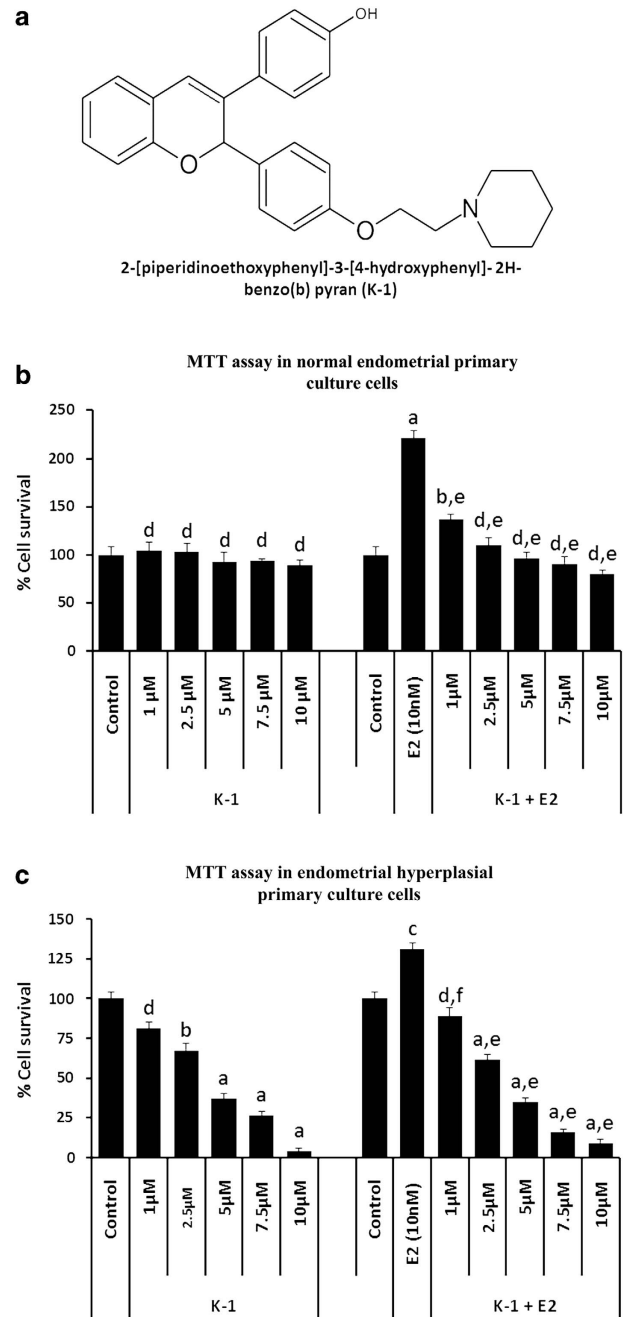 a
OH
O
O
N
2-[piperidinoethoxyphenyl]-3-[4-hydroxyphenyl]- 2H-
benzo(b) pyran (K-1)
b
MTT assay in normal endometrial primary
culture cells
% Cell survival
250
200
150
100
50
0
d d d d d a b,e d,e d,e d,e d,e
Control 1 µM 2.5 µM 5 µM 7.5 µM 10 µM Control E2 (10nM) 1µM 2.5µM 5µM 7.5µM 10µM
K-1 K-1 + E2
c
MTT assay in endometrial hyperplasial
primary culture cells
% Cell survival
150
125
100
75
50
25
0
d b a a a c d,f a,e a,e a,e a,e
Control 1µM 2.5µM 5µM 7.5µM 10µM Control E2 (10nM) 1µM 2.5µM 5µM 7.5µM 10µM
K-1 K-1 + E2